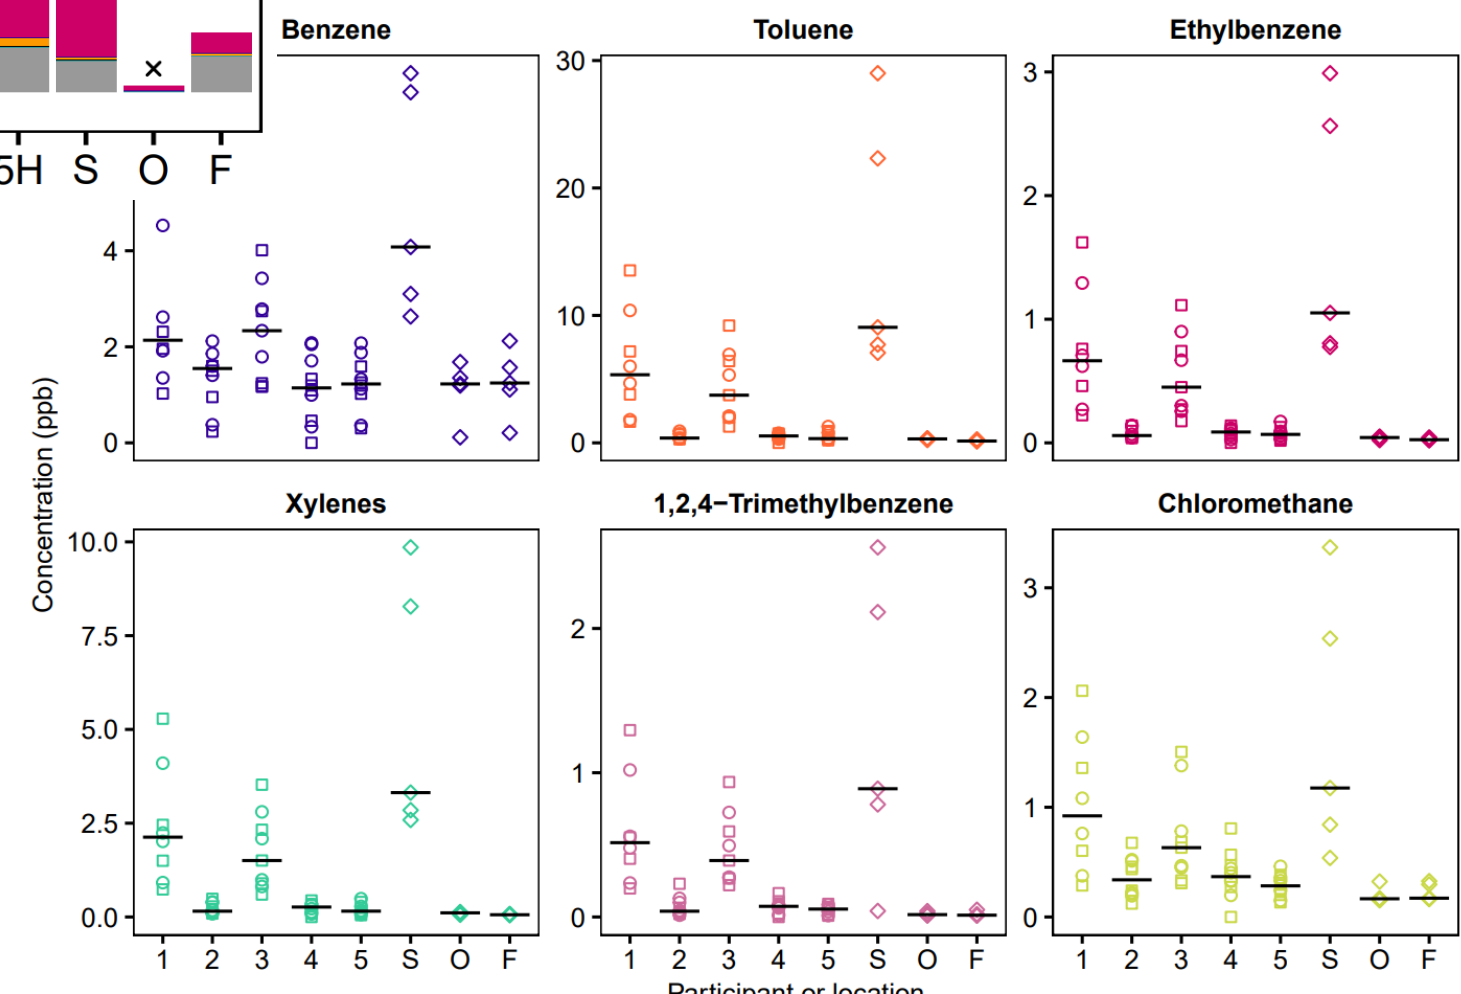 Benzene Toluene Ethylbenzene
5H S O F
30
20
10
0
3
2
1
0
4
2
0
Concentration (ppb)
Xylenes 1,2,4−Trimethylbenzene Chloromethane
10.0
7.5
5.0
2.5
0.0
2
1
0
3
2
1
0
1 2 3 4 5 S O F
1 2 3 4 5 S O F
1 2 3 4 5 S O F
Participant or location